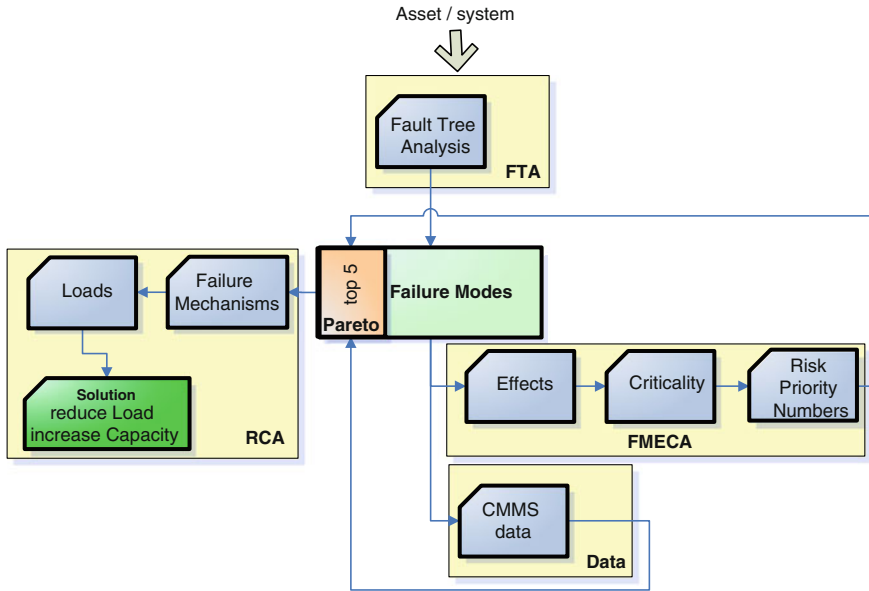 Asset / system
Fault Tree
Analysis
FTA
Loads
Failure
Mechanisms
top 5
Pareto
Failure Modes
Solution
reduce Load
increase Capacity
RCA
Effects
Criticality
Risk
Priority
Numbers
FMECA
CMMS
data
Data